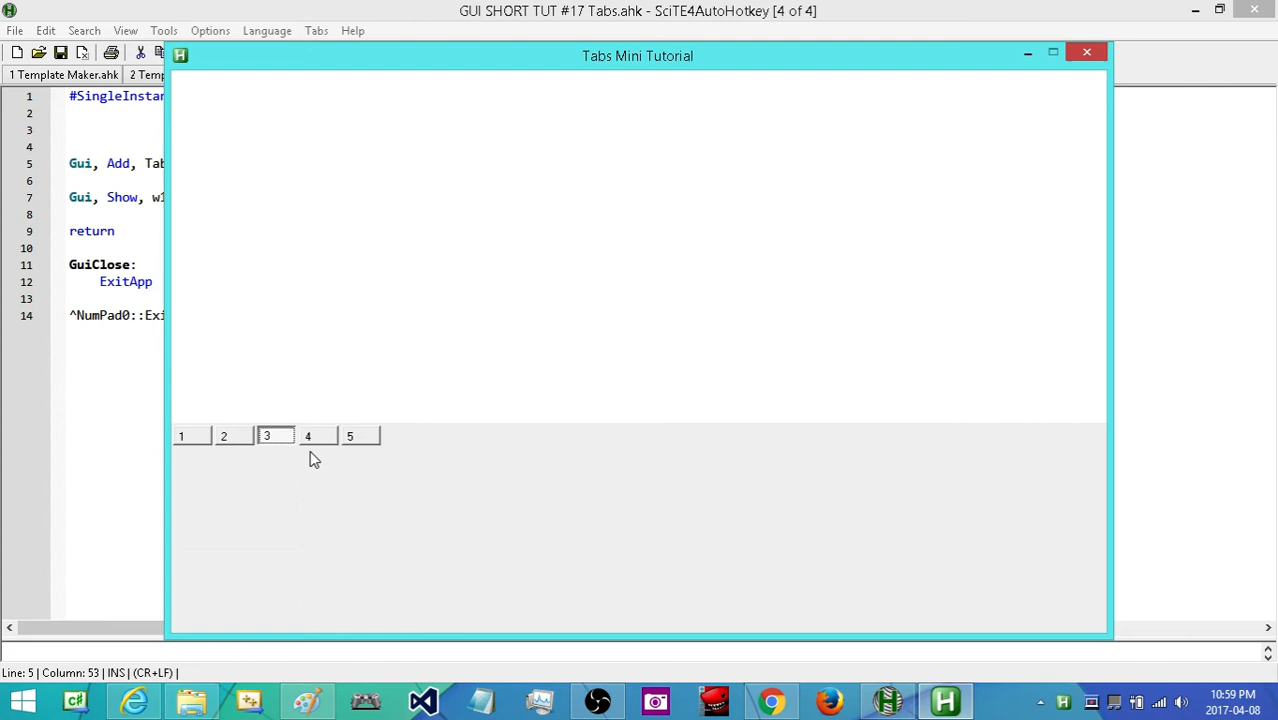 GUI SHORT TUT #17 Tabs.ahk - SciTE4AutoHotkey [4 of 4]
File Edit Search View Tools Options Language Tabs Help
Tabs Mini Tutorial
1 Template Maker.ahk 2 Temp
1 #SingleInstan
2
3
4
5 Gui, Add, Tab
6
7 Gui, Show, w1
8
9 return
10
11 GuiClose:
12 ExitApp
13
14 ^NumPad0::Exi
1 2 3 4 5
Line: 5 | Column: 53 | INS | (CR+LF) |
10:59 PM
2017-04-08